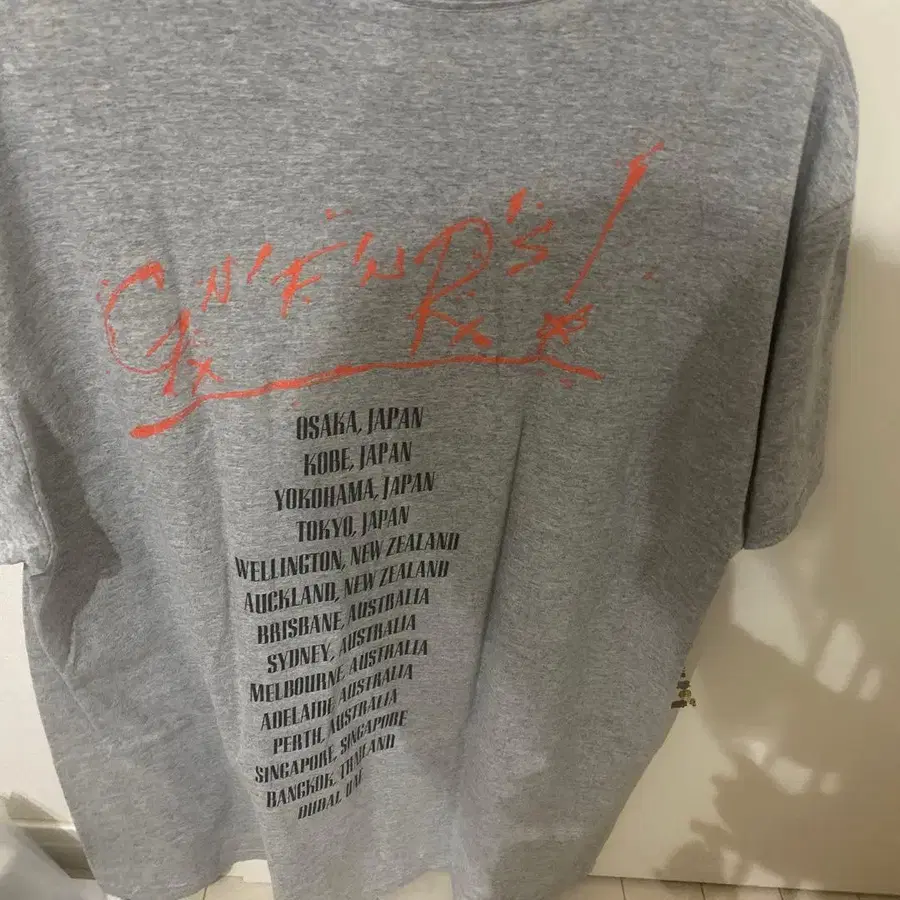 GN'F'NR's!
OSAKA, JAPAN
KOBE, JAPAN
YOKOHAMA, JAPAN
TOKYO, JAPAN
WELLINGTON, NEW ZEALAND
AUCKLAND, NEW ZEALAND
BRISBANE, AUSTRALIA
SYDNEY, AUSTRALIA
MELBOURNE, AUSTRALIA
ADELAIDE, AUSTRALIA
PERTH, AUSTRALIA
SINGAPORE, SINGAPORE
BANGKOK, THAILAND
DUBAI, UAE